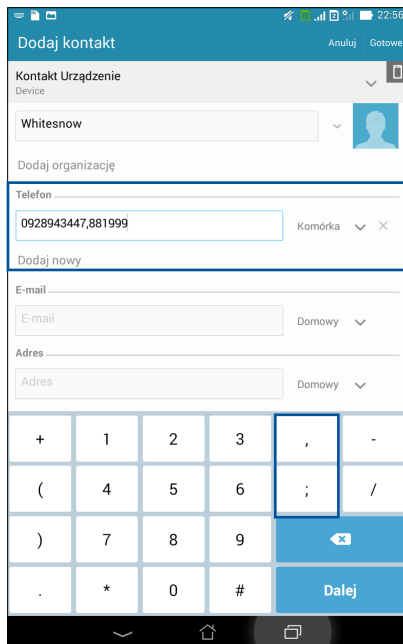 22:56
Dodaj kontakt
Anuluj
Gotowe
Kontakt Urządzenie
Device
Whitesnow
Dodaj organizację
Telefon
0928943447,881999
Komórka
Dodaj nowy
E-mail
E-mail
Domowy
Adres
Adres
Domowy
+ 1 2 3 , -
( 4 5 6 ; /
) 7 8 9
. * 0 # Dalej